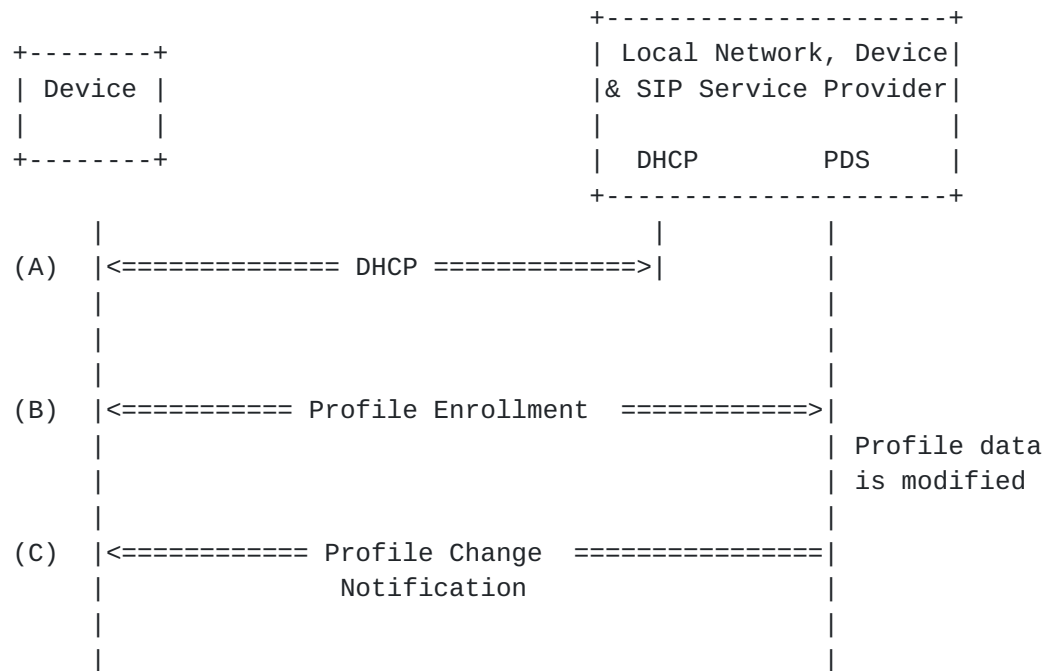 +----------------------+
+--------+                           | Local Network, Device|
| Device |                           |& SIP Service Provider|
|        |                           |                      |
+--------+                           |  DHCP        PDS     |
                                     +----------------------+
     |                                   |          |
(A)  |<============== DHCP =============>|          |
     |                                              |
     |                                              |
     |                                              |
(B)  |<=========== Profile Enrollment  ============>|
     |                                              | Profile data
     |                                              | is modified
     |                                              |
(C)  |<============ Profile Change  ================|
     |               Notification                   |
     |                                              |
     |                                              |